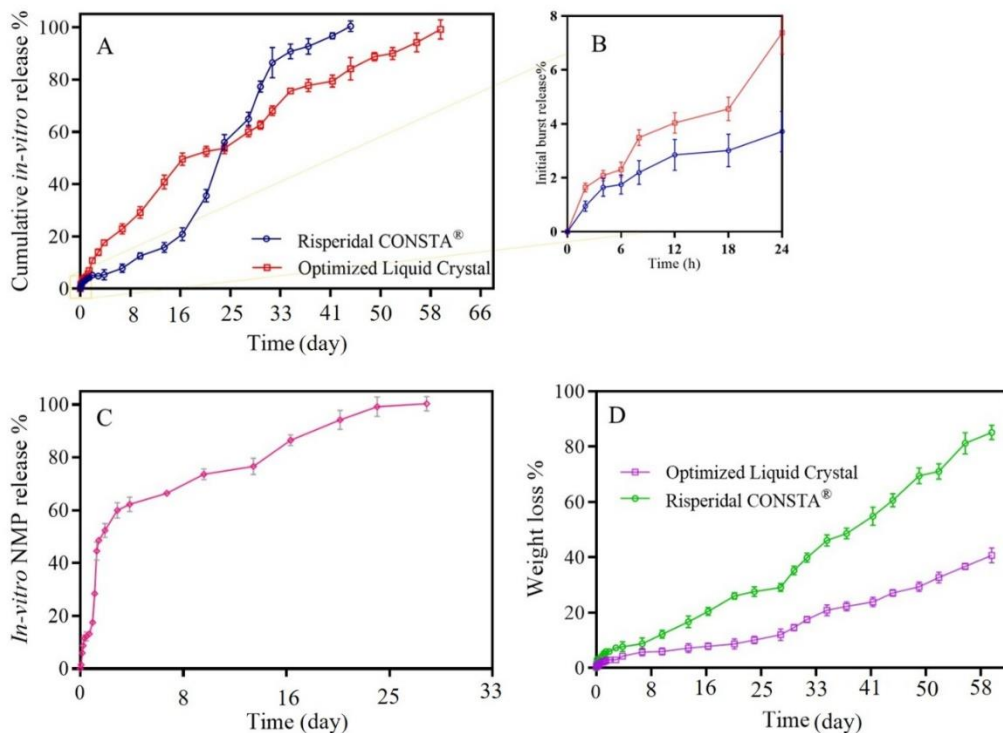 A
Cumulative in-vitro release %
100
80
60
40
20
0
Risperidal CONSTA®
Optimized Liquid Crystal
0 8 16 25 33 41 50 58 66
Time (day)
B
Initial burst release%
8
6
4
2
0
0 6 12 18 24
Time (h)
C
In-vitro NMP release %
100
80
60
40
20
0
0 8 16 24 33
Time (day)
D
Weight loss %
100
80
60
40
20
0
Optimized Liquid Crystal
Risperidal CONSTA®
0 8 16 25 33 41 50 58
Time (day)